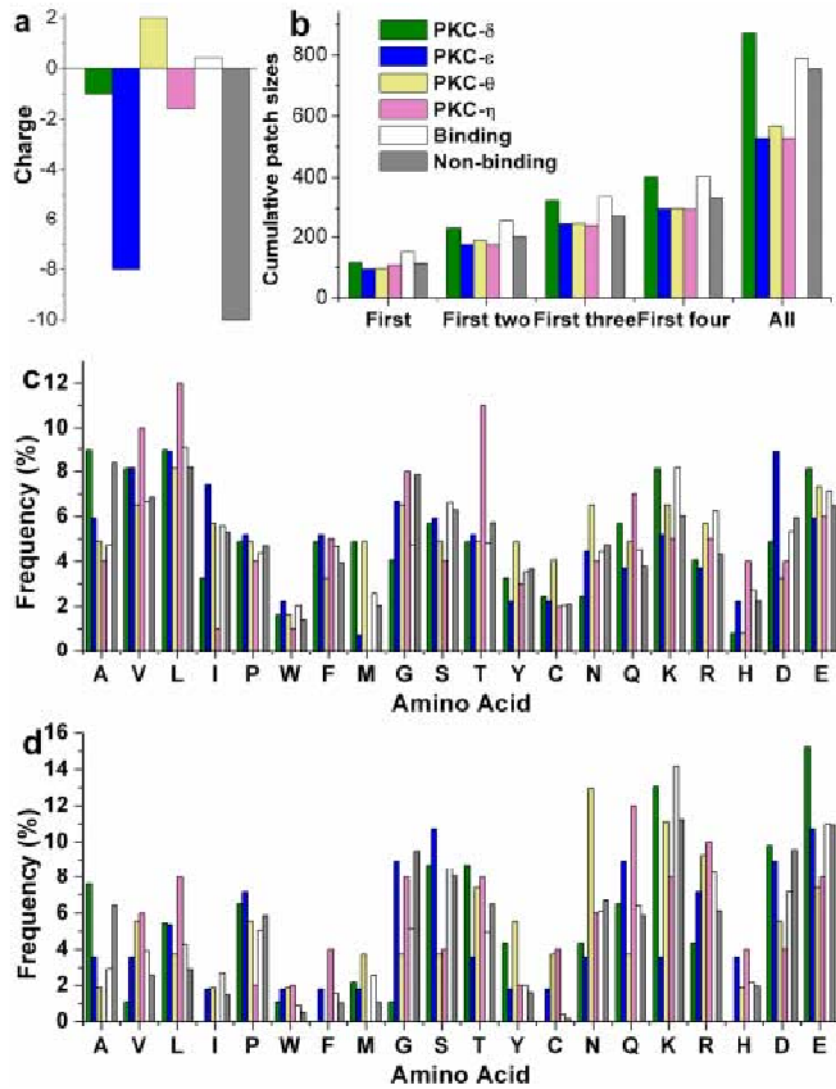 a
2
0
-2
-4
-6
-8
-10
Charge
b
800
600
400
200
0
Cumulative patch sizes
PKC-δ
PKC-ε
PKC-θ
PKC-η
Binding
Non-binding
First First two First three First four All
c
12
10
8
6
4
2
0
Frequency (%)
A V L I P W F M G S T Y C N Q K R H D E
Amino Acid
d
16
14
12
10
8
6
4
2
0
Frequency (%)
A V L I P W F M G S T Y C N Q K R H D E
Amino Acid